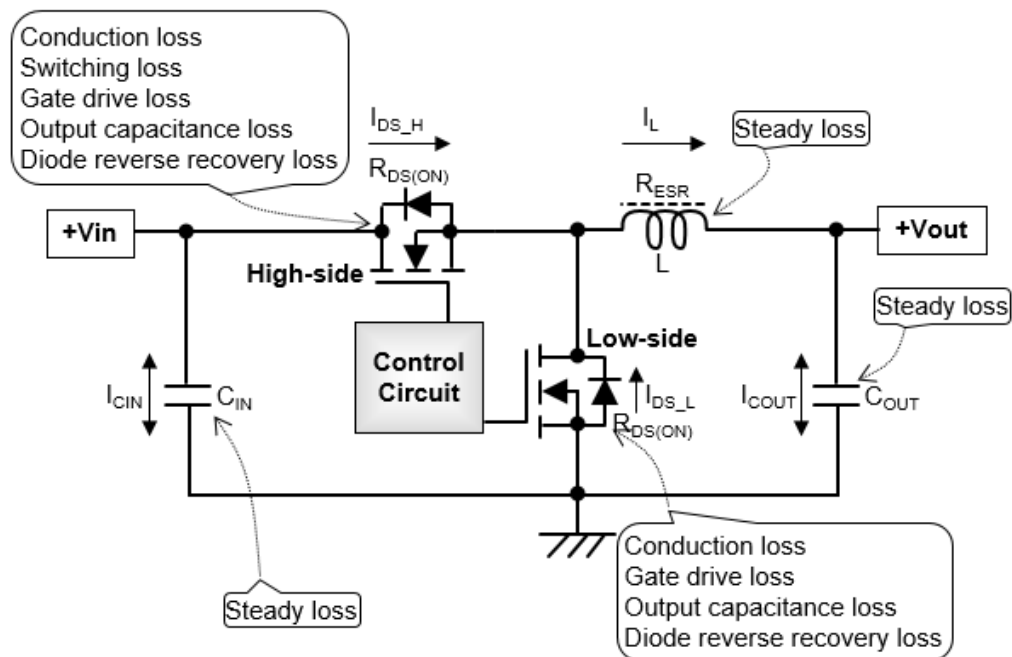 Conduction loss
Switching loss
Gate drive loss
Output capacitance loss
Diode reverse recovery loss
I_DS_H
R_DS(ON)
I_L
Steady loss
R_ESR
+Vin
+Vout
High-side
L
Steady loss
Control
Circuit
Low-side
I_CIN
C_IN
I_DS_L
R_DS(ON)
I_COUT
C_OUT
Steady loss
Conduction loss
Gate drive loss
Output capacitance loss
Diode reverse recovery loss